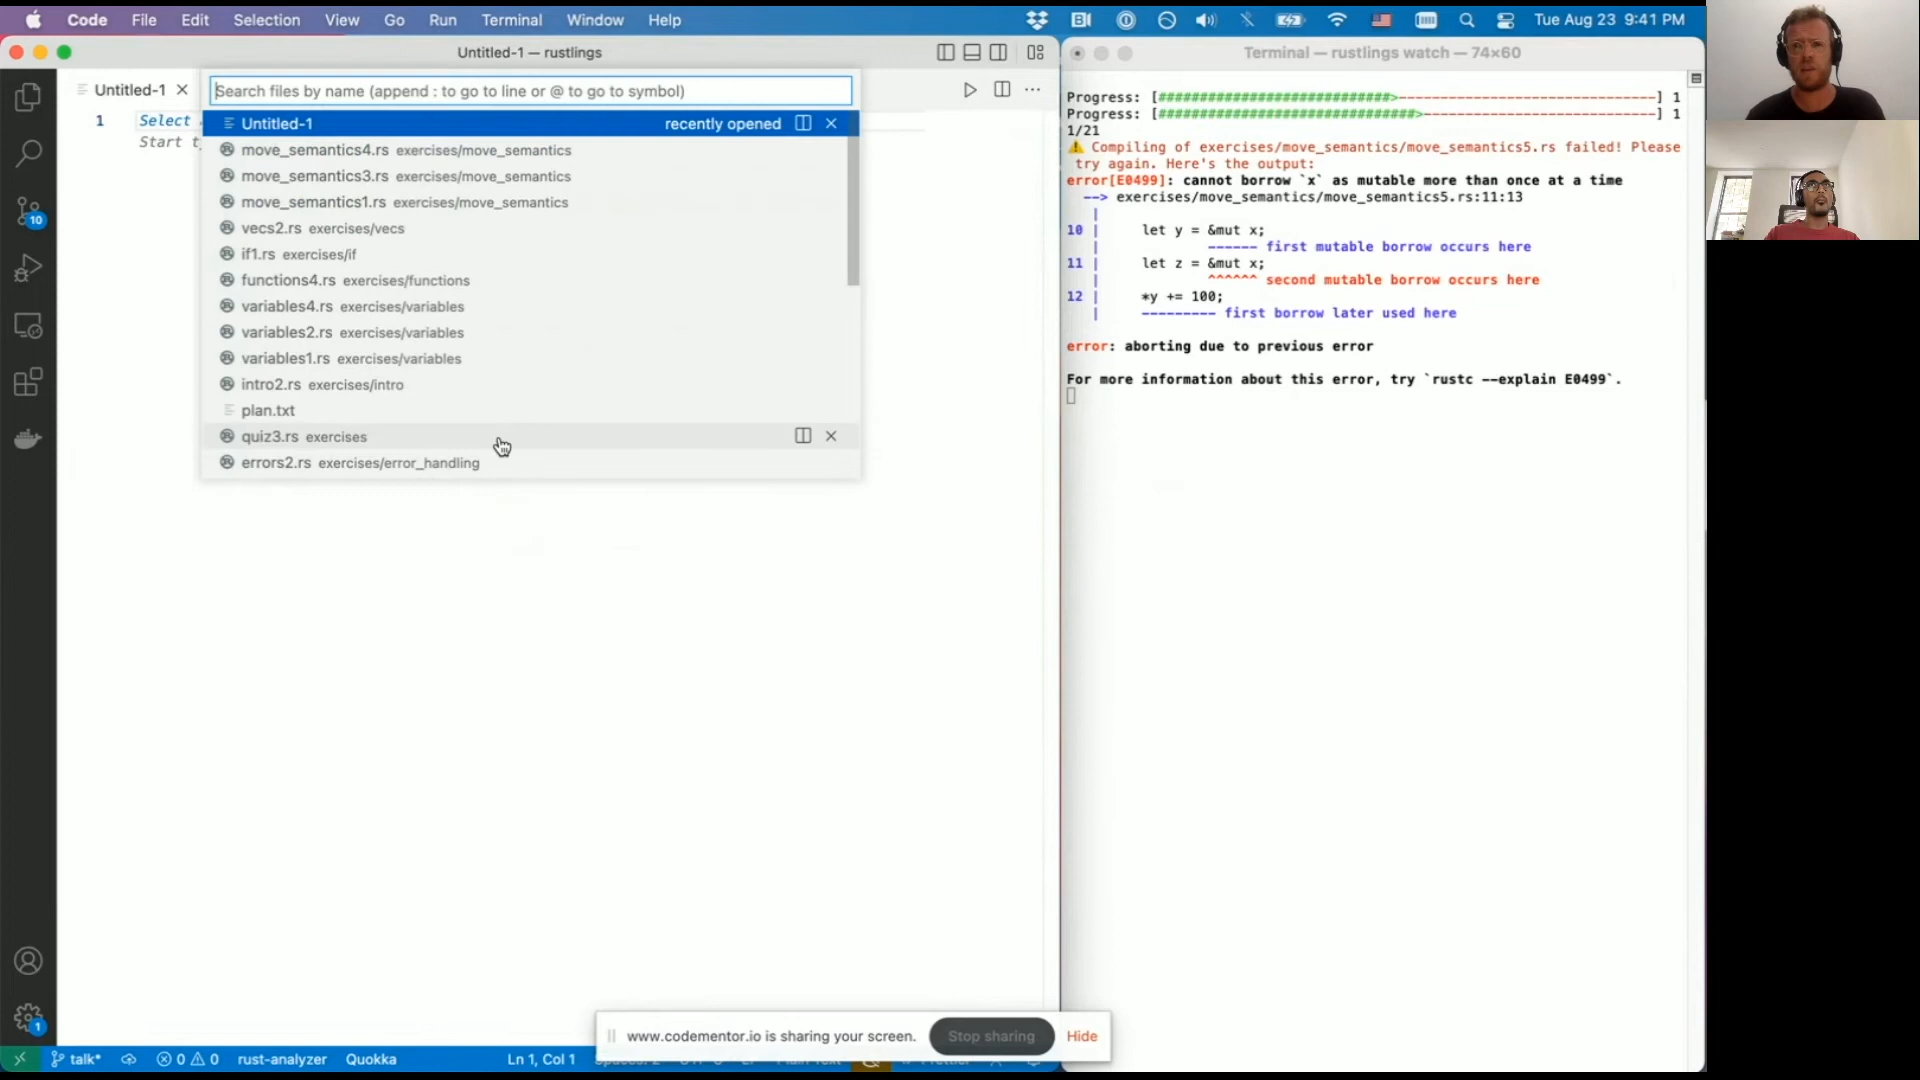 Code File Edit Selection View Go Run Terminal Window Help
Tue Aug 23 9:41 PM
Untitled-1 — rustlings
Untitled-1
Search files by name (append : to go to line or @ to go to symbol)
1 Select
Start t
Untitled-1 recently opened
move_semantics4.rs exercises/move_semantics
move_semantics3.rs exercises/move_semantics
move_semantics1.rs exercises/move_semantics
vecs2.rs exercises/vecs
if1.rs exercises/if
functions4.rs exercises/functions
variables4.rs exercises/variables
variables2.rs exercises/variables
variables1.rs exercises/variables
intro2.rs exercises/intro
plan.txt
quiz3.rs exercises
errors2.rs exercises/error_handling
10
1
Terminal — rustlings watch — 74×60
Progress: [############################>--------------------------------] 1
Progress: [###############################>-----------------------------] 1
1/21
⚠ Compiling of exercises/move_semantics/move_semantics5.rs failed! Please
try again. Here's the output:
error[E0499]: cannot borrow `x` as mutable more than once at a time
--> exercises/move_semantics/move_semantics5.rs:11:13
|
10 | let y = &mut x;
| ------ first mutable borrow occurs here
11 | let z = &mut x;
| ^^^^^^ second mutable borrow occurs here
12 | *y += 100;
| --------- first borrow later used here
error: aborting due to previous error
For more information about this error, try `rustc --explain E0499`.
www.codementor.io is sharing your screen. Stop sharing Hide
talk* 0 0 rust-analyzer Quokka Ln 1, Col 1